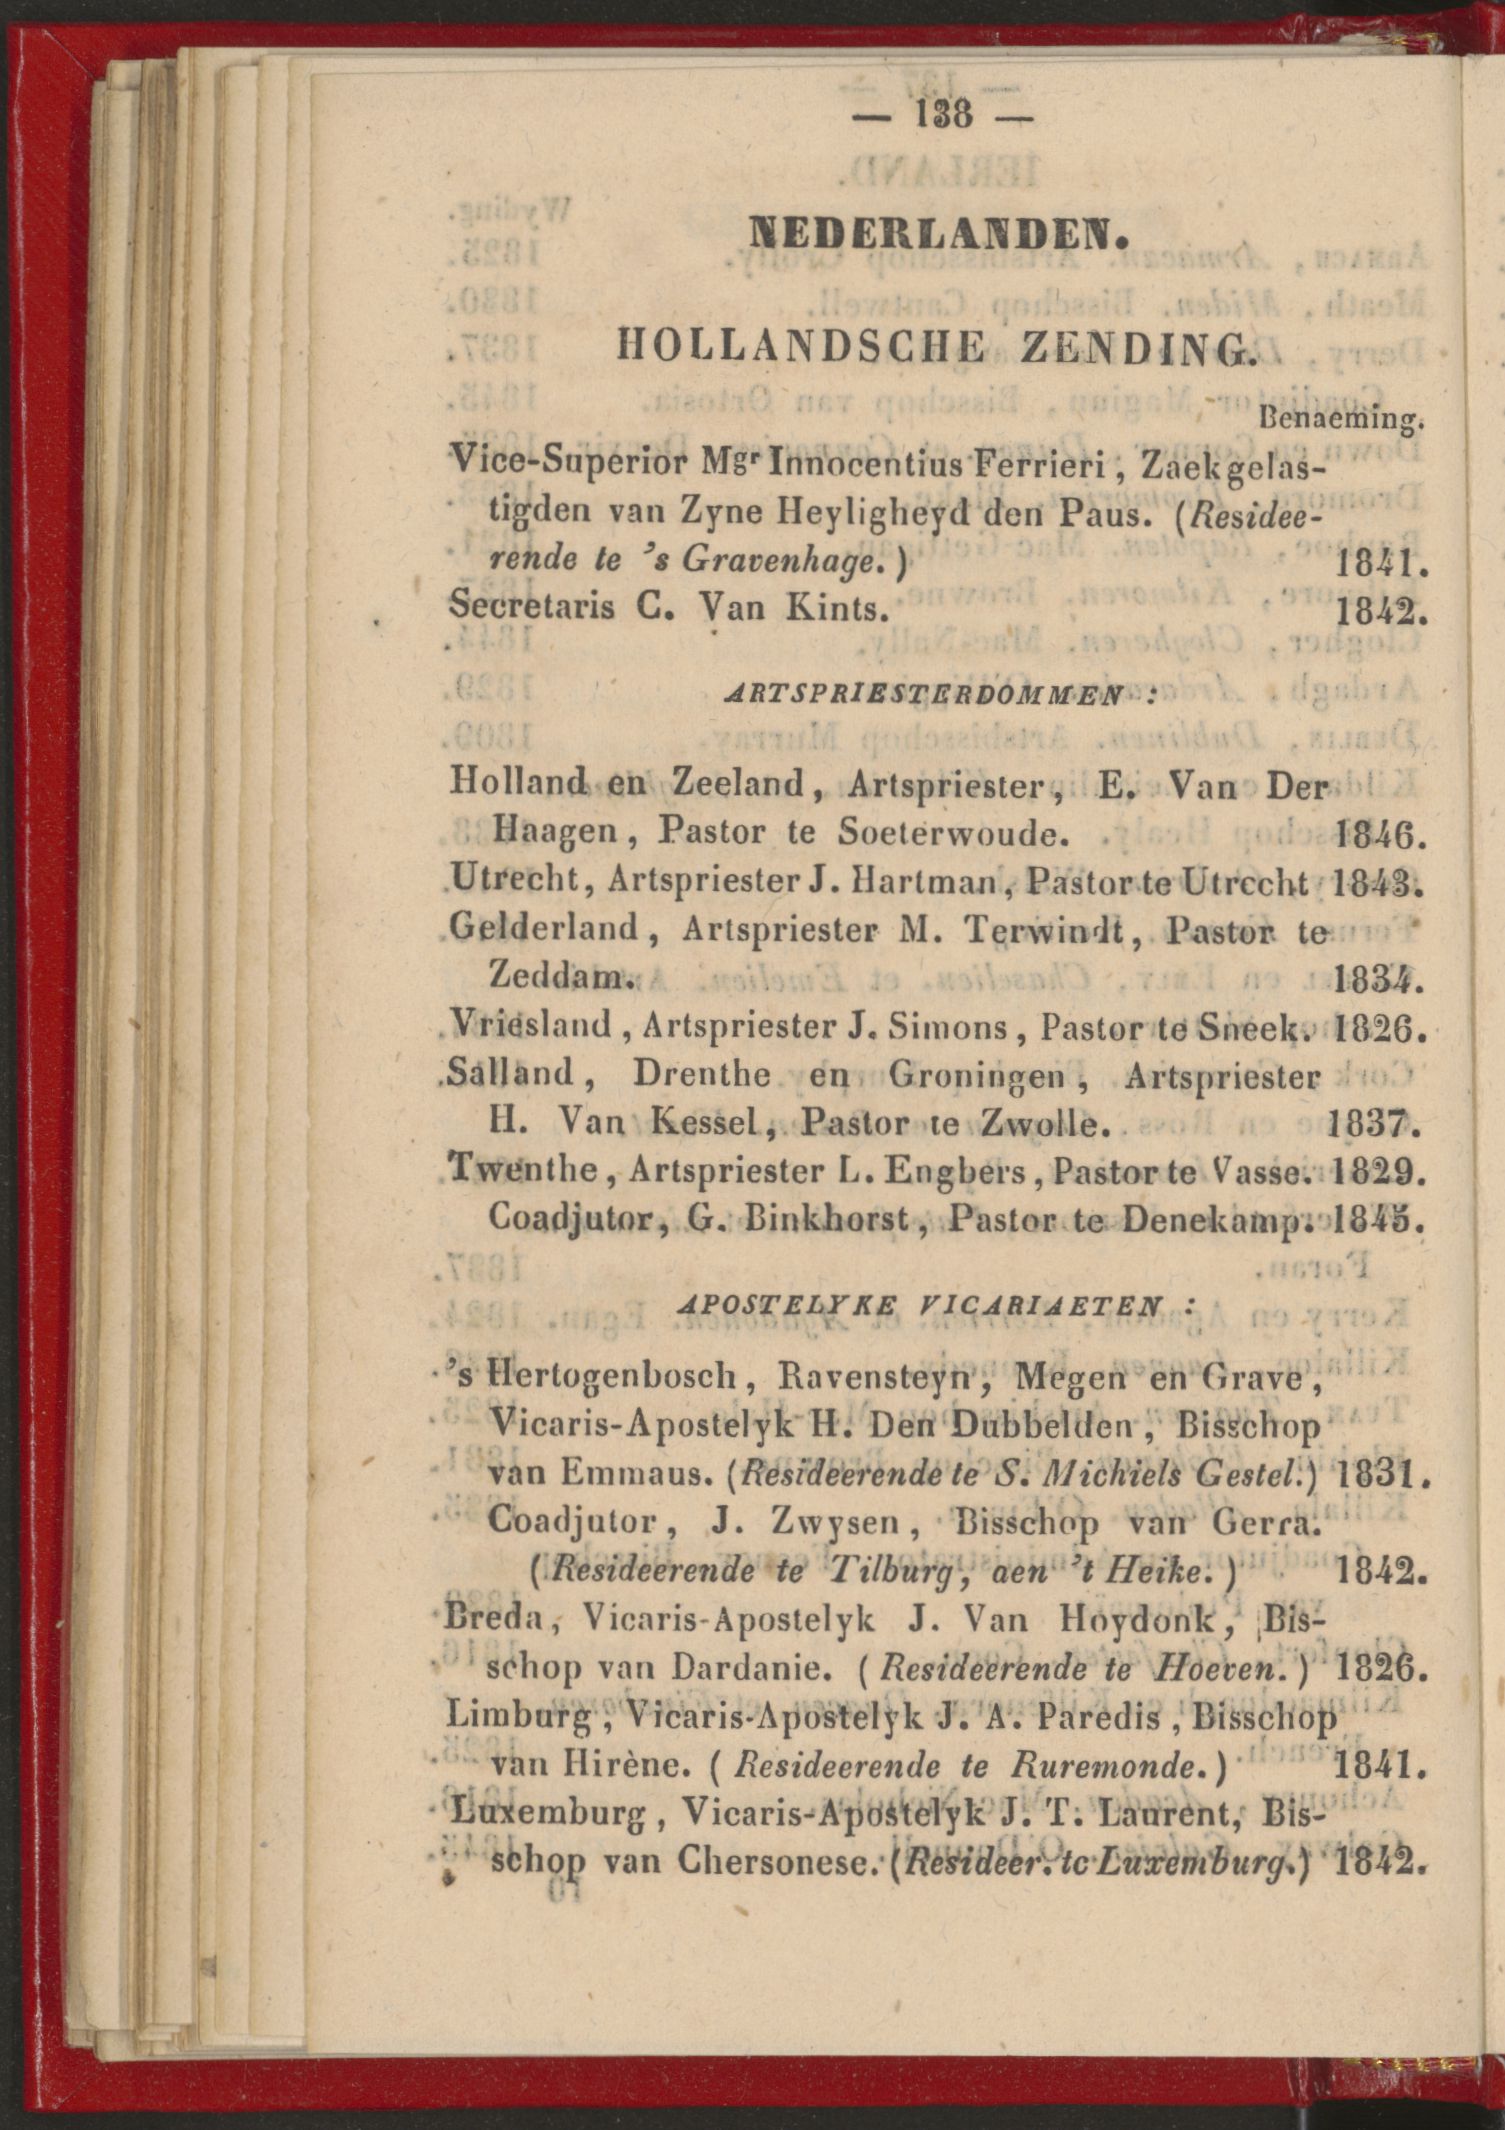 — 138 —
NEDERLANDEN.
HOLLANDSCHE ZENDING.
Benaeming.
Vice-Superior Mgr Innocentius Ferrieri, Zaekgelas-
tigden van Zyne Heyligheyd den Paus. (Residee-
rende te 's Gravenhage.) 1841.
Secretaris C. Van Kints. 1842.
ARTSPRIESTERDOMMEN :
Holland en Zeeland, Artspriester, E. Van Der
Haagen, Pastor te Soeterwoude. 1846.
Utrecht, Artspriester J. Hartman, Pastor te Utrecht 1843.
Gelderland, Artspriester M. Terwindt, Pastor te
Zeddam. 1834.
Vriesland, Artspriester J. Simons, Pastor te Sneek. 1826.
Salland, Drenthe en Groningen, Artspriester
H. Van Kessel, Pastor te Zwolle. 1837.
Twenthe, Artspriester L. Engbers, Pastor te Vasse. 1829.
Coadjutor, G. Binkhorst, Pastor te Denekamp. 1845.
APOSTELYKE VICARIAETEN :
's Hertogenbosch, Ravensteyn, Megen en Grave,
Vicaris-Apostelyk H. Den Dubbelden, Bisschop
van Emmaus. (Resideerende te S. Michiels Gestel.) 1831.
Coadjutor, J. Zwysen, Bisschop van Gerra.
(Resideerende te Tilburg, aen 't Heike.) 1842.
Breda, Vicaris-Apostelyk J. Van Hoydonk, Bis-
schop van Dardanie. (Resideerende te Hoeven.) 1826.
Limburg, Vicaris-Apostelyk J. A. Paredis, Bisschop
van Hirène. (Resideerende te Ruremonde.) 1841.
Luxemburg, Vicaris-Apostelyk J. T. Laurent, Bis-
schop van Chersonese. (Resideer. te Luxemburg.) 1842.